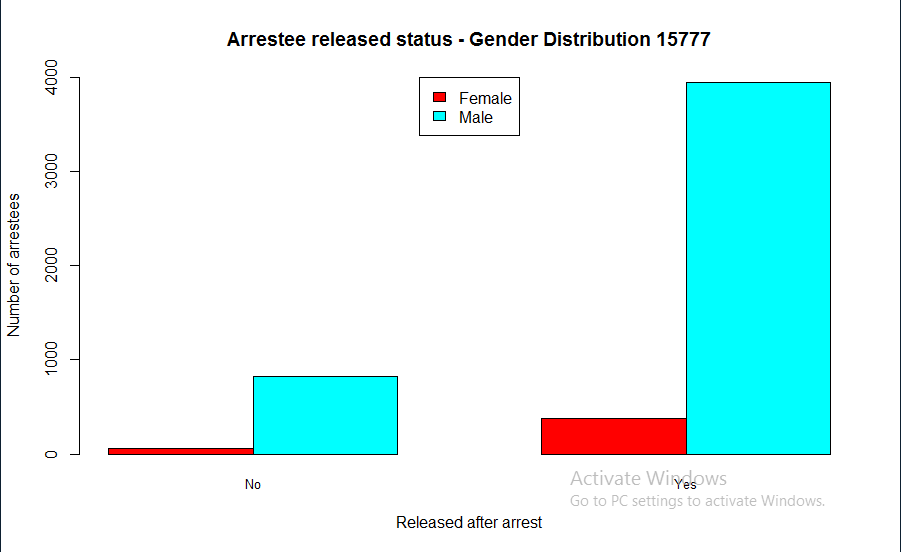 Arrestee released status - Gender Distribution 15777
Female
Male
Number of arrestees
4000
3000
2000
1000
0
No
Yes
Activate Windows
Go to PC settings to activate Windows.
Released after arrest